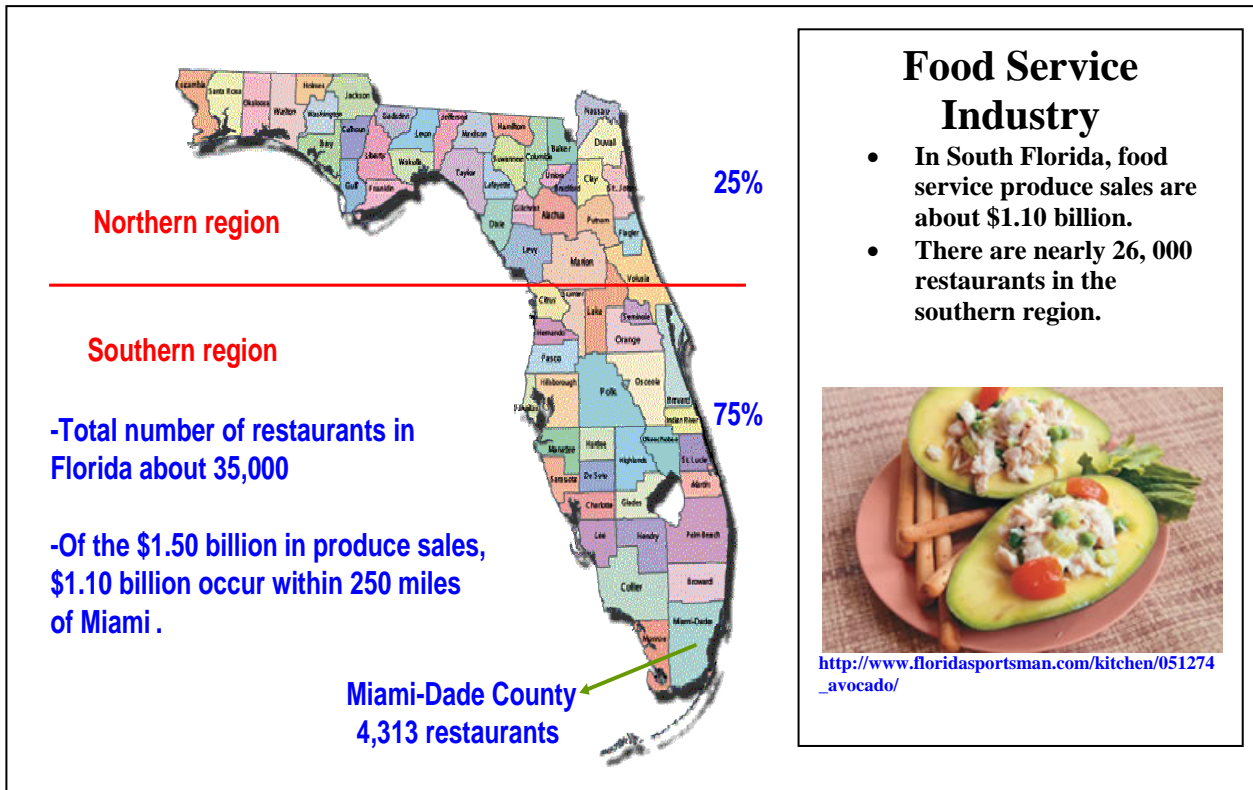 Escambia
Santa Rosa
Okaloosa
Walton
Holmes
Washington
Jackson
Bay
Calhoun
Gulf
Liberty
Gadsden
Franklin
Leon
Wakulla
Jefferson
Madison
Taylor
Hamilton
Suwannee
Lafayette
Dixie
Columbia
Gilchrist
Baker
Union
Bradford
Alachua
Levy
Nassau
Duvall
Clay
St. John
Putnam
Flagler
Marion
Volusia
25%
Northern region
Citrus
Sumter
Lake
Seminole
Hernando
Orange
Pasco
Hillsborough
Polk
Osceola
Brevard
Indian River
Manatee
Hardee
Highlands
Okeechobee
St. Lucie
Sarasota
De Soto
Martin
Charlotte
Glades
Lee
Hendry
Palm Beach
Collier
Broward
Monroe
Miami-Dade
Southern region
75%
-Total number of restaurants in
Florida about 35,000
-Of the $1.50 billion in produce sales,
$1.10 billion occur within 250 miles
of Miami .
Miami-Dade County
4,313 restaurants
Food Service
Industry
• In South Florida, food
service produce sales are
about $1.10 billion.
• There are nearly 26, 000
restaurants in the
southern region.
http://www.floridasportsman.com/kitchen/051274
_avocado/